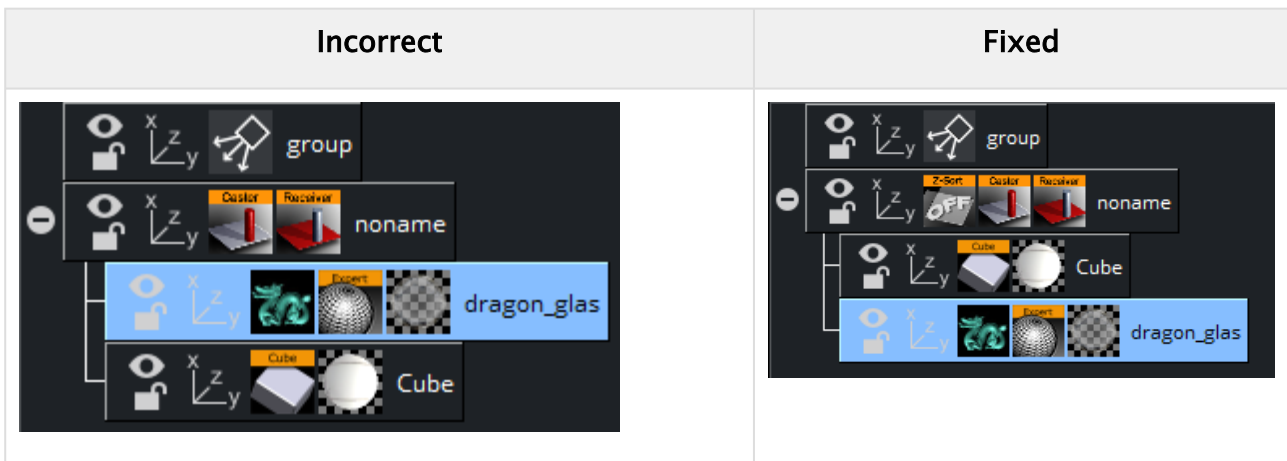 Incorrect
Fixed
x
z
y
group
Caster
Receiver
x
z
y
noname
Expert
x
z
y
dragon_glas
Cube
x
z
y
Cube
x
z
y
group
Z-Sort
Caster
Receiver
x
z
y
OFF
noname
Cube
x
z
y
Cube
Expert
x
z
y
dragon_glas